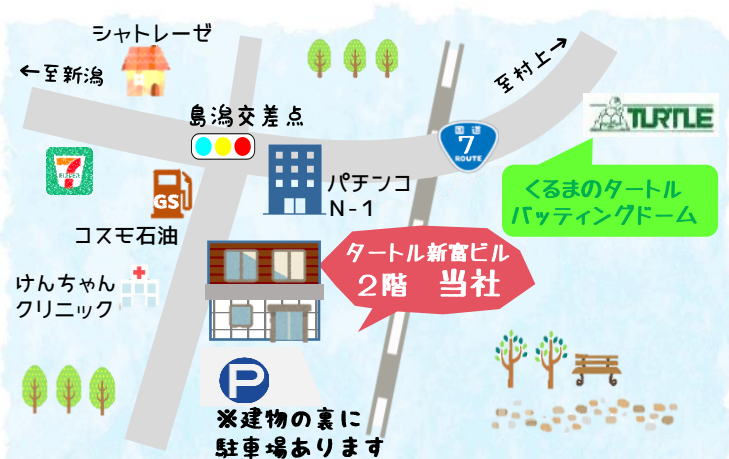 シャトレーゼ
←至新潟
至村上→
島潟交差点
国道
7
ROUTE
TURTLE
くるまのタートル
バッティングドーム
7
GS
パチンコ
N-1
コスモ石油
タートル新富ビル
2階 当社
けんちゃん
クリニック
P
※建物の裏に
駐車場あります